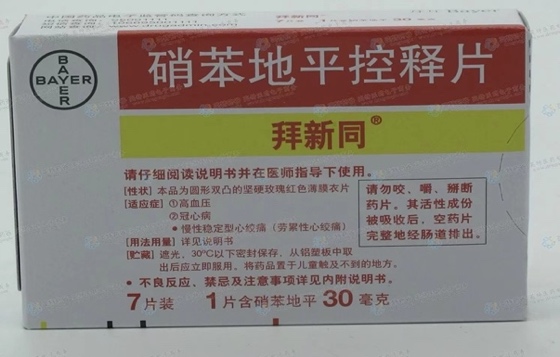 BAYER
BAYER
硝苯地平控释片
拜新同®
请仔细阅读说明书并在医师指导下使用。
[性状] 本品为圆形双凸的坚硬玫瑰红色薄膜衣片
[适应症] ①高血压
②冠心病
• 慢性稳定型心绞痛（劳累性心绞痛）
[用法用量] 详见说明书
[贮藏] 遮光，30℃以下密封保存，从铝塑板中取
出后应立即服用。将药品置于儿童触及不到的地方。
• 不良反应、禁忌及注意事项详见内附说明书。
请勿咬、嚼、掰断
药片。其活性成份
被吸收后，空药片
完整地经肠道排出。
7片装 1片含硝苯地平 30 毫克